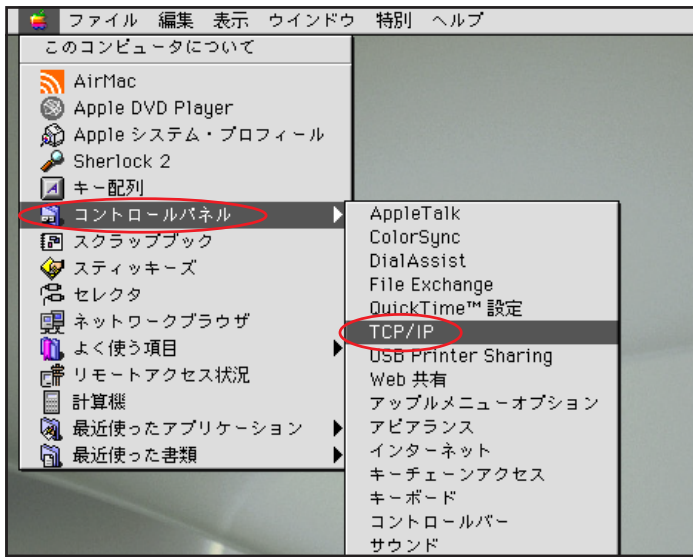 ファイル 編集 表示 ウインドウ 特別 ヘルプ
このコンピュータについて
AirMac
Apple DVD Player
Apple システム・プロフィール
Sherlock 2
キー配列
コントロールパネル
スクラップブック
スティッキーズ
セレクタ
ネットワークブラウザ
よく使う項目
リモートアクセス状況
計算機
最近使ったアプリケーション
最近使った書類
AppleTalk
ColorSync
DialAssist
File Exchange
QuickTime™ 設定
TCP/IP
USB Printer Sharing
Web 共有
アップルメニューオプション
アピアランス
インターネット
キーチェーンアクセス
キーボード
コントロールバー
サウンド